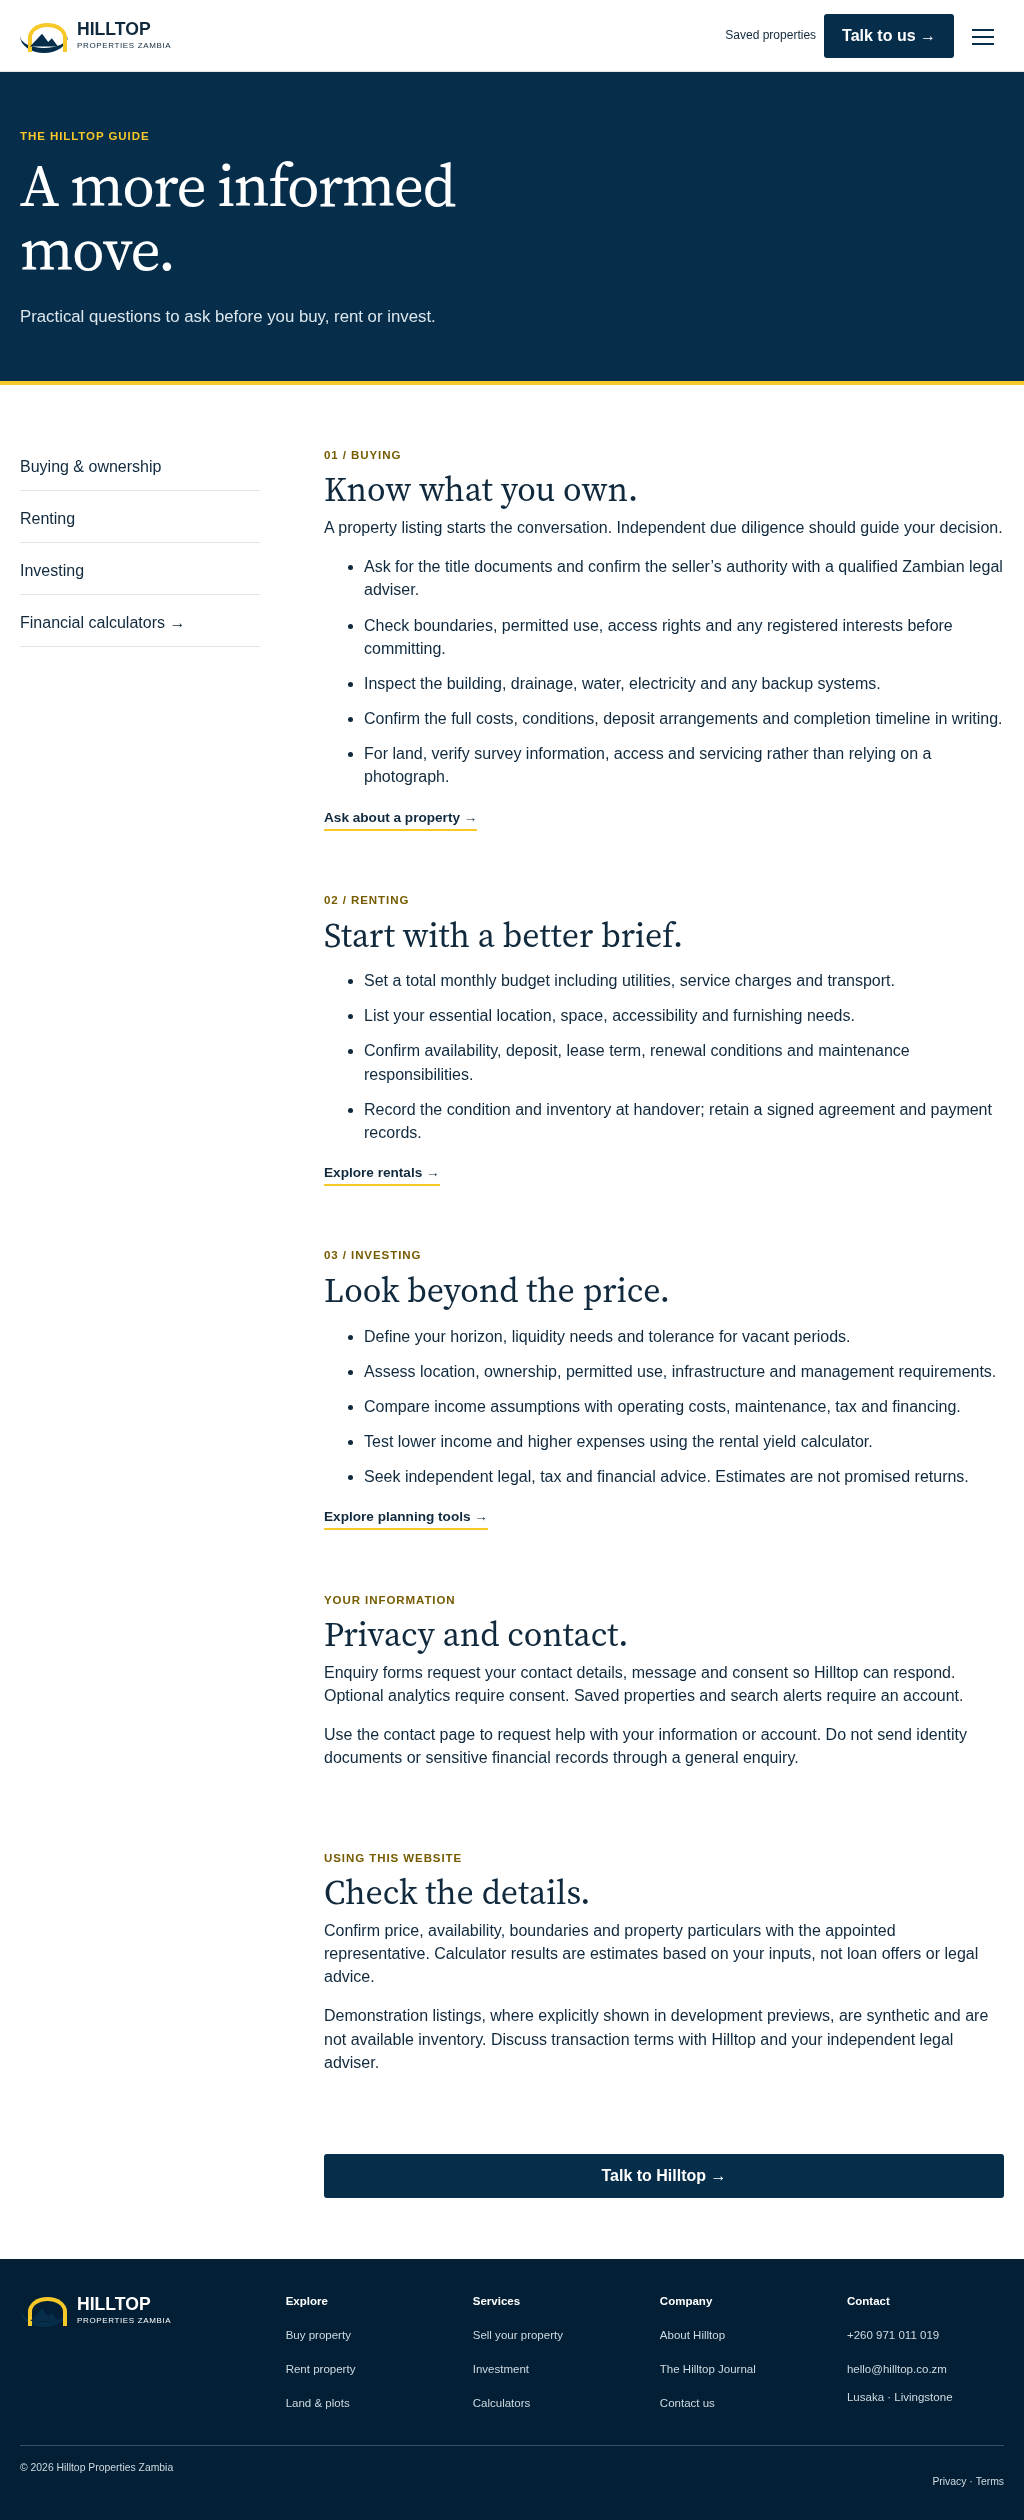 HILLTOP
PROPERTIES ZAMBIA
Saved properties
Talk to us →
THE HILLTOP GUIDE
A more informed
move.
Practical questions to ask before you buy, rent or invest.
Buying & ownership
Renting
Investing
Financial calculators →
01 / BUYING
Know what you own.
A property listing starts the conversation. Independent due diligence should guide your decision.
• Ask for the title documents and confirm the seller’s authority with a qualified Zambian legal
adviser.
• Check boundaries, permitted use, access rights and any registered interests before
committing.
• Inspect the building, drainage, water, electricity and any backup systems.
• Confirm the full costs, conditions, deposit arrangements and completion timeline in writing.
• For land, verify survey information, access and servicing rather than relying on a
photograph.
Ask about a property →
02 / RENTING
Start with a better brief.
• Set a total monthly budget including utilities, service charges and transport.
• List your essential location, space, accessibility and furnishing needs.
• Confirm availability, deposit, lease term, renewal conditions and maintenance
responsibilities.
• Record the condition and inventory at handover; retain a signed agreement and payment
records.
Explore rentals →
03 / INVESTING
Look beyond the price.
• Define your horizon, liquidity needs and tolerance for vacant periods.
• Assess location, ownership, permitted use, infrastructure and management requirements.
• Compare income assumptions with operating costs, maintenance, tax and financing.
• Test lower income and higher expenses using the rental yield calculator.
• Seek independent legal, tax and financial advice. Estimates are not promised returns.
Explore planning tools →
YOUR INFORMATION
Privacy and contact.
Enquiry forms request your contact details, message and consent so Hilltop can respond.
Optional analytics require consent. Saved properties and search alerts require an account.
Use the contact page to request help with your information or account. Do not send identity
documents or sensitive financial records through a general enquiry.
USING THIS WEBSITE
Check the details.
Confirm price, availability, boundaries and property particulars with the appointed
representative. Calculator results are estimates based on your inputs, not loan offers or legal
advice.
Demonstration listings, where explicitly shown in development previews, are synthetic and are
not available inventory. Discuss transaction terms with Hilltop and your independent legal
adviser.
Talk to Hilltop →
HILLTOP
PROPERTIES ZAMBIA
Explore
Buy property
Rent property
Land & plots
Services
Sell your property
Investment
Calculators
Company
About Hilltop
The Hilltop Journal
Contact us
Contact
+260 971 011 019
hello@hilltop.co.zm
Lusaka · Livingstone
© 2026 Hilltop Properties Zambia
Privacy · Terms